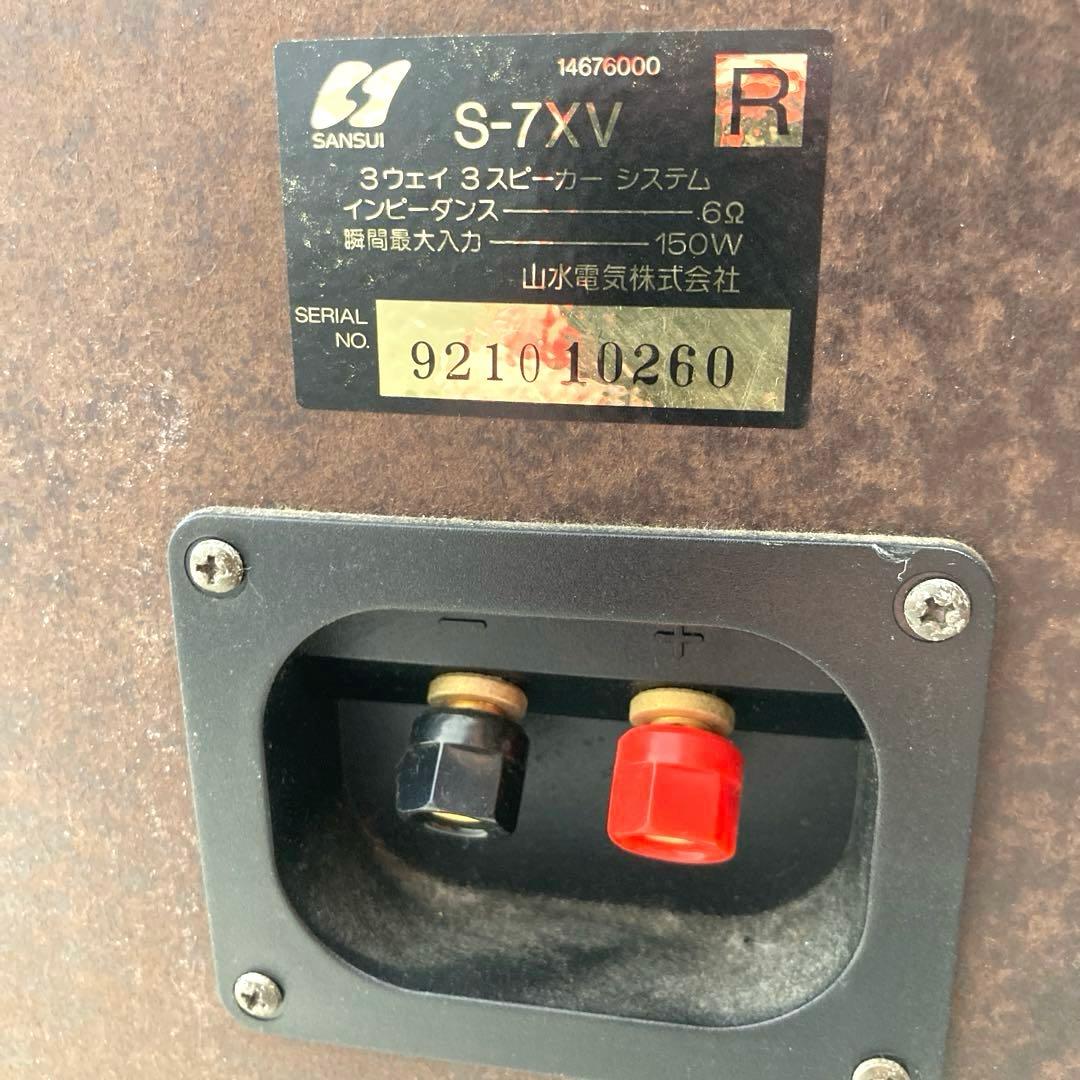 14676000
R
SANSUI
S-7XV
3ウェイ 3スピーカー システム
インピーダンス 6Ω
瞬間最大入力 150W
山水電気株式会社
SERIAL
NO.
921010260
− +